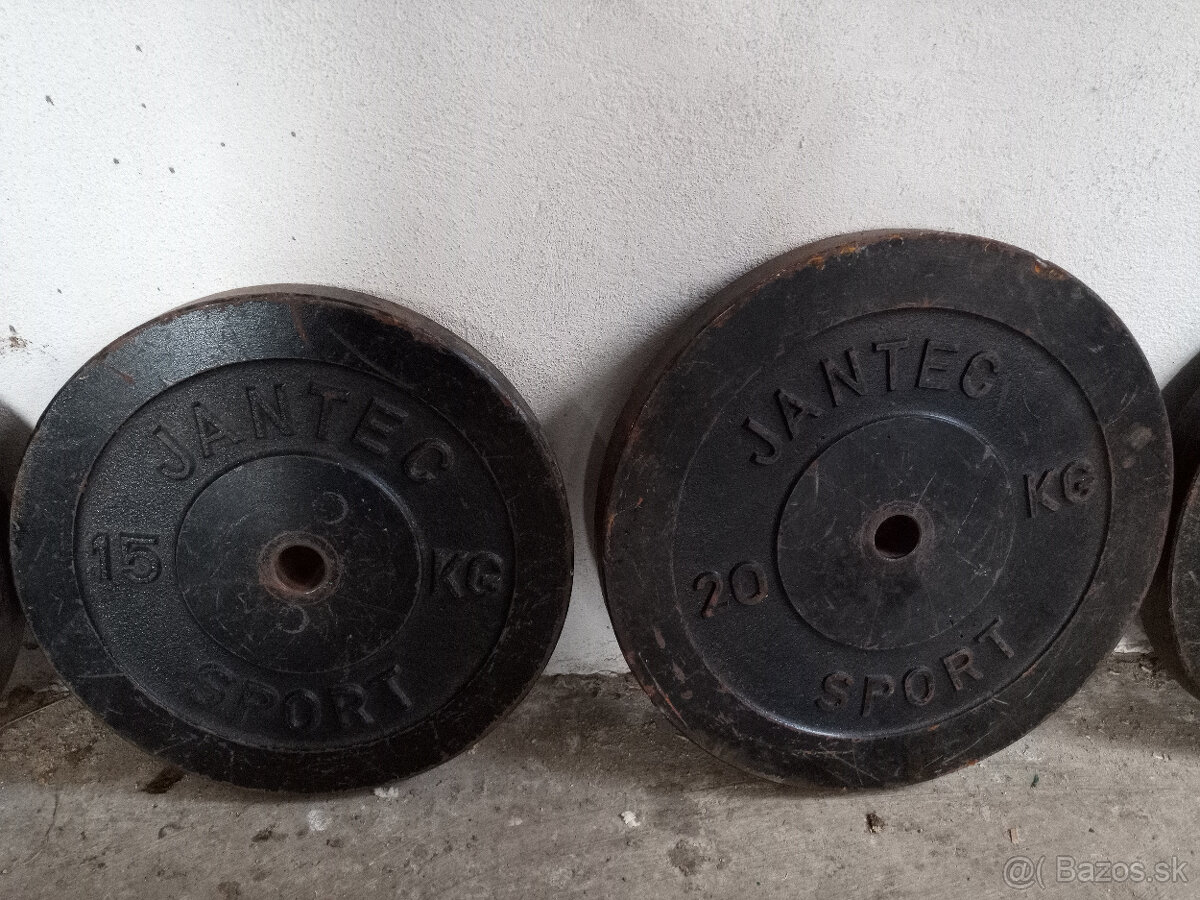 JANTEC
15 KG
SPORT
JANTEC
20 KG
SPORT
@( Bazos.sk